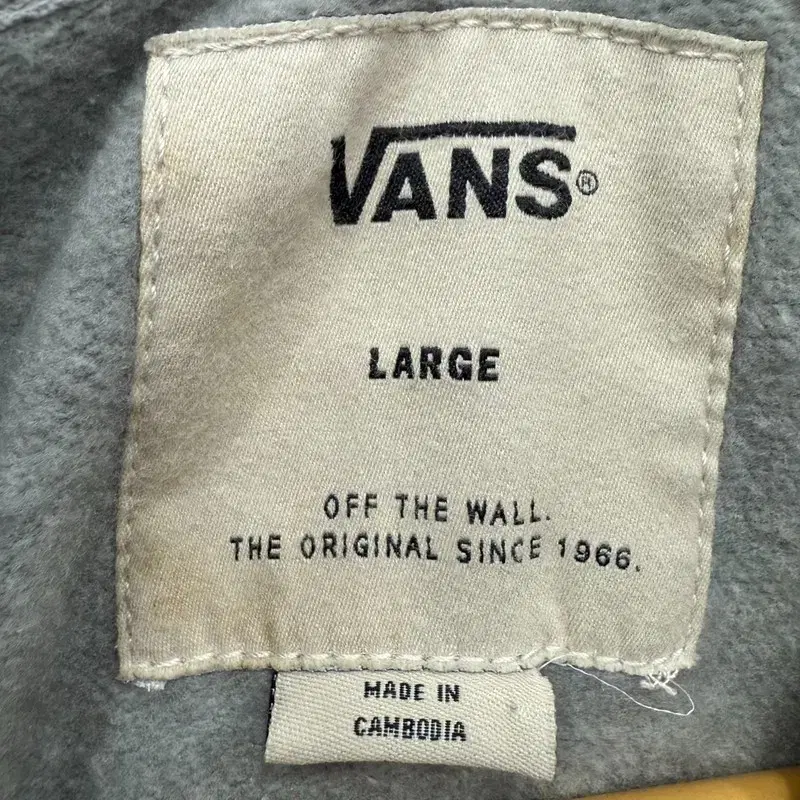 VANS®
LARGE
OFF THE WALL.
THE ORIGINAL SINCE 1966.
MADE IN
CAMBODIA